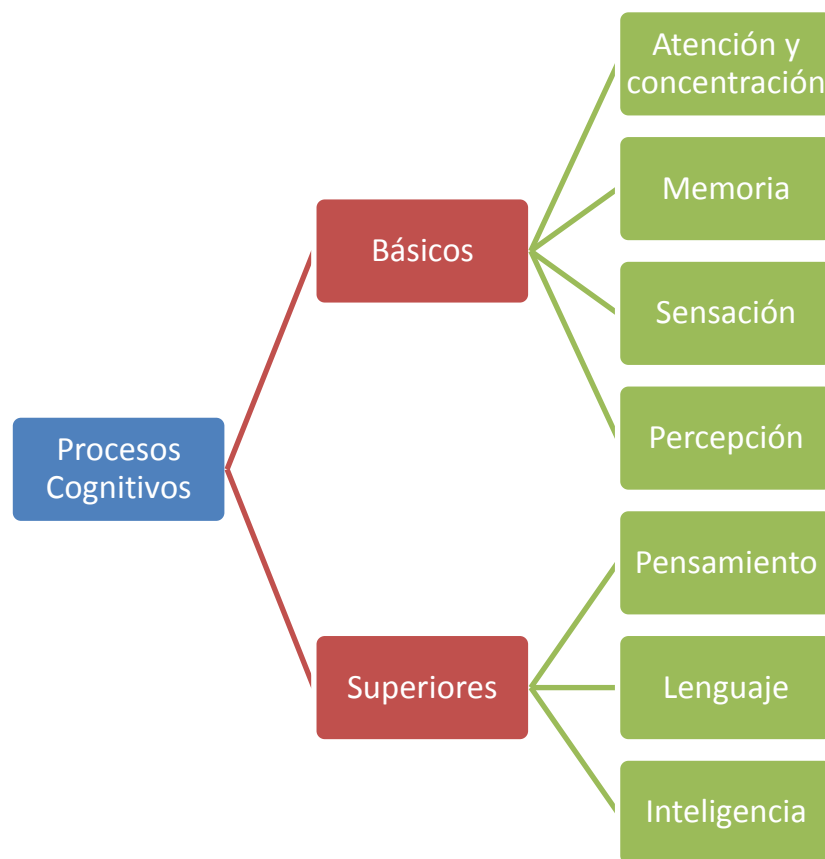 Procesos
Cognitivos
Básicos
Atención y
concentración
Memoria
Sensación
Percepción
Superiores
Pensamiento
Lenguaje
Inteligencia